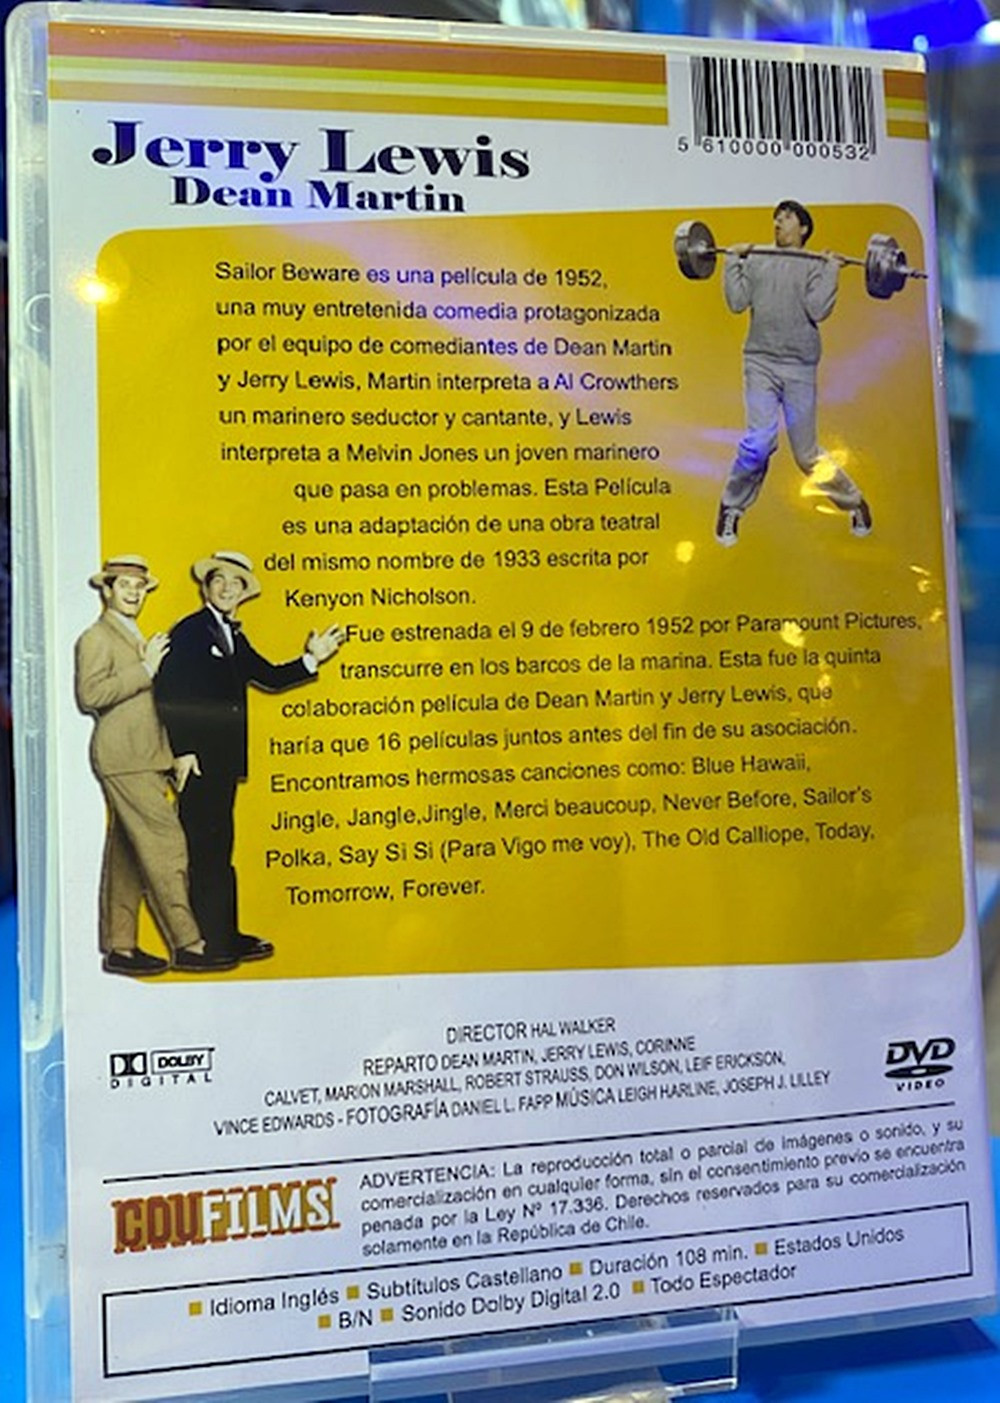 5 610000 000532
Jerry Lewis
Dean Martin
Sailor Beware es una película de 1952,
una muy entretenida comedia protagonizada
por el equipo de comediantes de Dean Martin
y Jerry Lewis, Martin interpreta a Al Crowthers
un marinero seductor y cantante, y Lewis
interpreta a Melvin Jones un joven marinero
que pasa en problemas. Esta Película
es una adaptación de una obra teatral
del mismo nombre de 1933 escrita por
Kenyon Nicholson.
Fue estrenada el 9 de febrero 1952 por Paramount Pictures,
transcurre en los barcos de la marina. Esta fue la quinta
colaboración película de Dean Martin y Jerry Lewis, que
haría que 16 películas juntos antes del fin de su asociación.
Encontramos hermosas canciones como: Blue Hawaii,
Jingle, Jangle,Jingle, Merci beaucoup, Never Before, Sailor's
Polka, Say Si Si (Para Vigo me voy), The Old Calliope, Today,
Tomorrow, Forever.
DIRECTOR HAL WALKER
REPARTO DEAN MARTIN, JERRY LEWIS, CORINNE
CALVET, MARION MARSHALL, ROBERT STRAUSS, DON WILSON, LEIF ERICKSON,
VINCE EDWARDS - FOTOGRAFÍA DANIEL L. FAPP MÚSICA LEIGH HARLINE, JOSEPH J. LILLEY
DOLBY
DIGITAL
DVD
VIDEO
CDUFILMS
ADVERTENCIA: La reproducción total o parcial de imágenes o sonido, y su
comercialización en cualquier forma, sin el consentimiento previo se encuentra
penada por la Ley Nº 17.336. Derechos reservados para su comercialización
solamente en la República de Chile.
Idioma Inglés Subtítulos Castellano Duración 108 min. Estados Unidos
B/N Sonido Dolby Digital 2.0 Todo Espectador